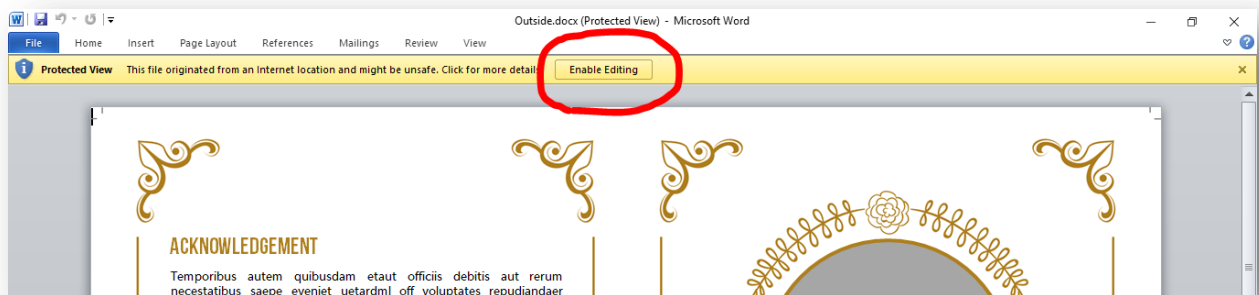 W
Outside.docx (Protected View) - Microsoft Word
File Home Insert Page Layout References Mailings Review View
Protected View This file originated from an Internet location and might be unsafe. Click for more detail Enable Editing
ACKNOWLEDGEMENT
Temporibus autem quibusdam etaut officiis debitis aut rerum
necestatibus saepe eveniet uetardml off voluptates repudiandaer